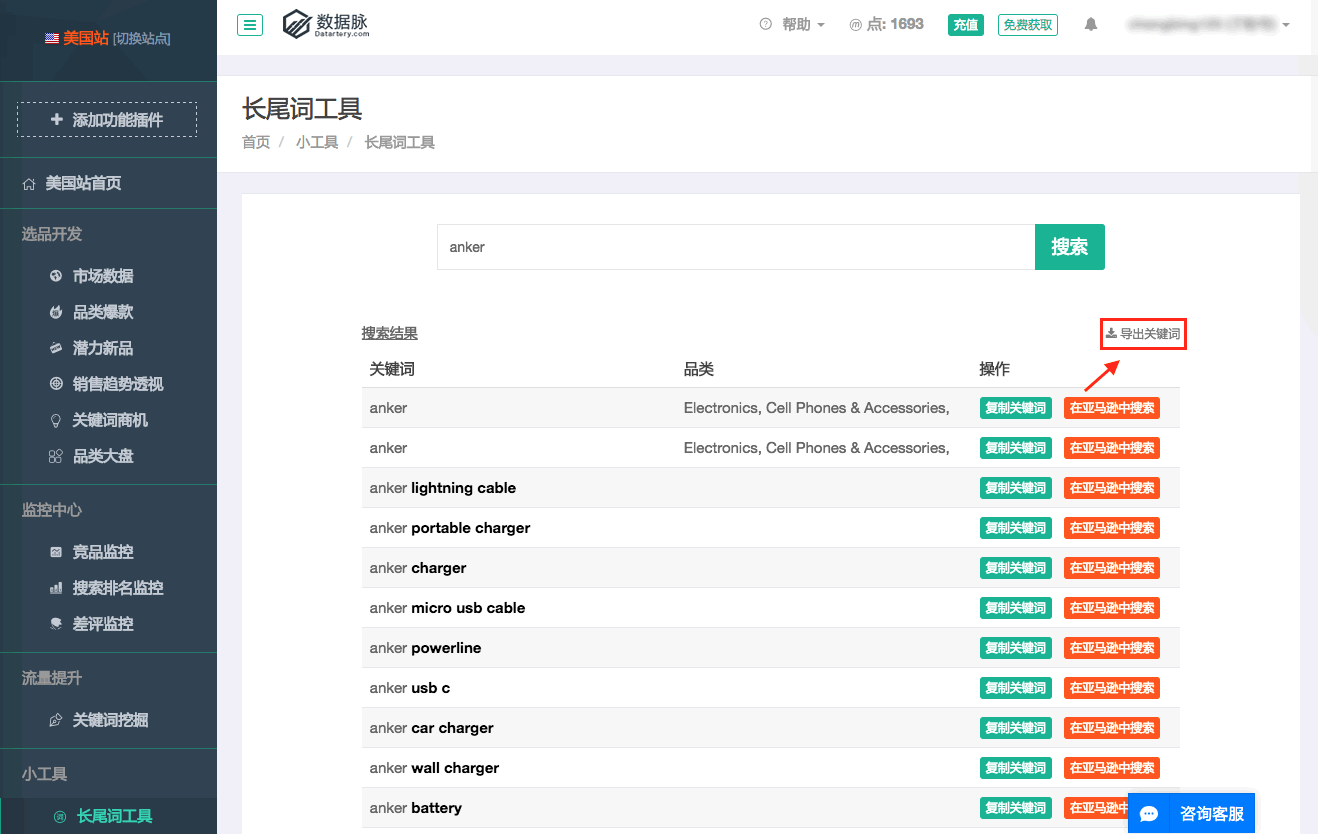 美国站 [切换站点]
添加功能插件
美国站首页
选品开发
市场数据
品类爆款
潜力新品
销售趋势透视
关键词商机
品类大盘
监控中心
竞品监控
搜索排名监控
差评监控
流量提升
关键词挖掘
小工具
长尾词工具
数据脉
Datartery.com
帮助
点: 1693
充值
免费获取
长尾词工具
首页 / 小工具 / 长尾词工具
anker 搜索
搜索结果 导出关键词
关键词 品类 操作
anker Electronics, Cell Phones & Accessories, 复制关键词 在亚马逊中搜索
anker Electronics, Cell Phones & Accessories, 复制关键词 在亚马逊中搜索
anker lightning cable 复制关键词 在亚马逊中搜索
anker portable charger 复制关键词 在亚马逊中搜索
anker charger 复制关键词 在亚马逊中搜索
anker micro usb cable 复制关键词 在亚马逊中搜索
anker powerline 复制关键词 在亚马逊中搜索
anker usb c 复制关键词 在亚马逊中搜索
anker car charger 复制关键词 在亚马逊中搜索
anker wall charger 复制关键词 在亚马逊中搜索
anker battery 复制关键词 在亚马逊
咨询客服